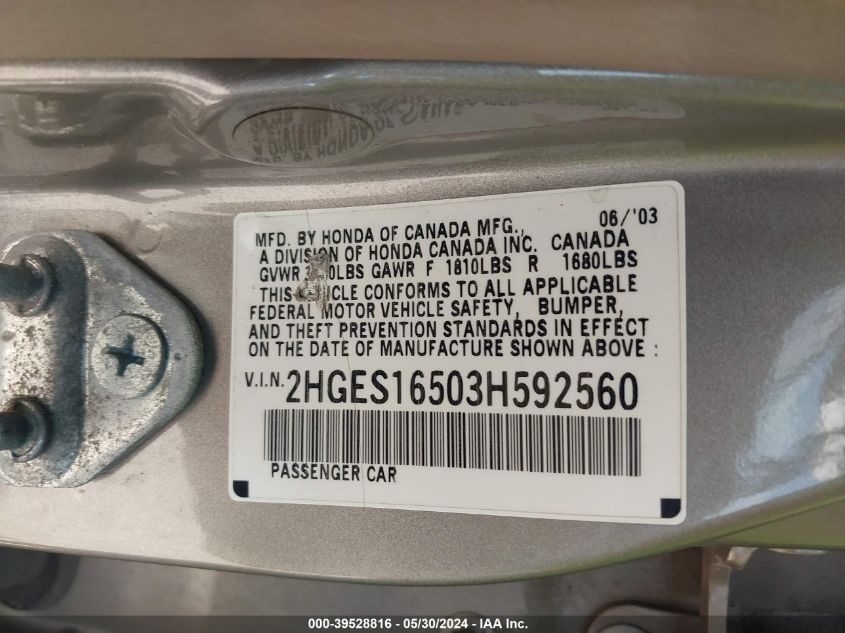 MFD. BY HONDA OF CANADA MFG., 06/'03
A DIVISION OF HONDA CANADA INC. CANADA
GVWR GAWR F 1810LBS R 1680LBS
THIS CONFORMS TO ALL APPLICABLE
FEDERAL MOTOR VEHICLE SAFETY, BUMPER,
AND THEFT PREVENTION STANDARDS IN EFFECT
ON THE DATE OF MANUFACTURE SHOWN ABOVE :
V.I.N. 2HGES16503H592560
PASSENGER CAR
000-39528816 - 05/30/2024 - IAA Inc.